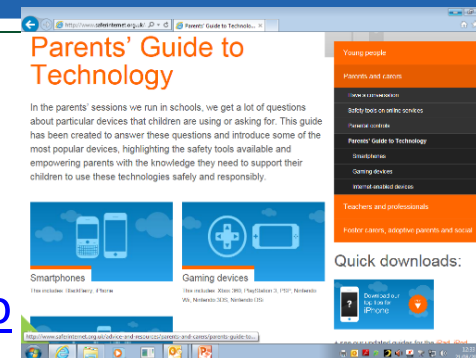 http://www.saferinternet.org.uk/
Parents' Guide to Technolo...
Parents' Guide to
Technology
In the parents' sessions we run in schools, we get a lot of questions
about particular devices that children are using or asking for. This guide
has been created to answer these questions and introduce some of the
most popular devices, highlighting the safety tools available and
empowering parents with the knowledge they need to support their
children to use these technologies safely and responsibly.
Smartphones
This includes: BlackBerry, iPhone
Gaming devices
This includes: Xbox 360, PlayStation 3, PSP, Nintendo
Wii, Nintendo 3DS, Nintendo DSi
Young people
Parents and carers
Have a conversation
Safety tools on online services
Parental controls
Parents' Guide to Technology
Smartphones
Gaming devices
Internet-enabled devices
Teachers and professionals
Foster carers, adoptive parents and social
Quick downloads:
Download our
top tips for
iPhone
http://www.saferinternet.org.uk/advice-and-resources/parents-and-carers/parents-guide-to-...